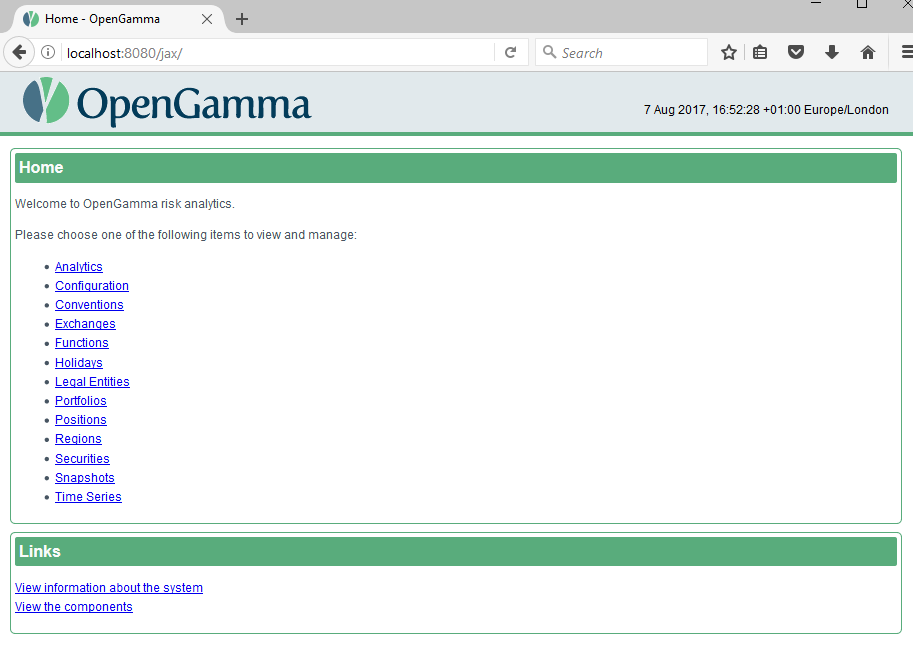 Home - OpenGamma
localhost:8080/jax/
Search
OpenGamma
7 Aug 2017, 16:52:28 +01:00 Europe/London
Home
Welcome to OpenGamma risk analytics.
Please choose one of the following items to view and manage:
Analytics
Configuration
Conventions
Exchanges
Functions
Holidays
Legal Entities
Portfolios
Positions
Regions
Securities
Snapshots
Time Series
Links
View information about the system
View the components